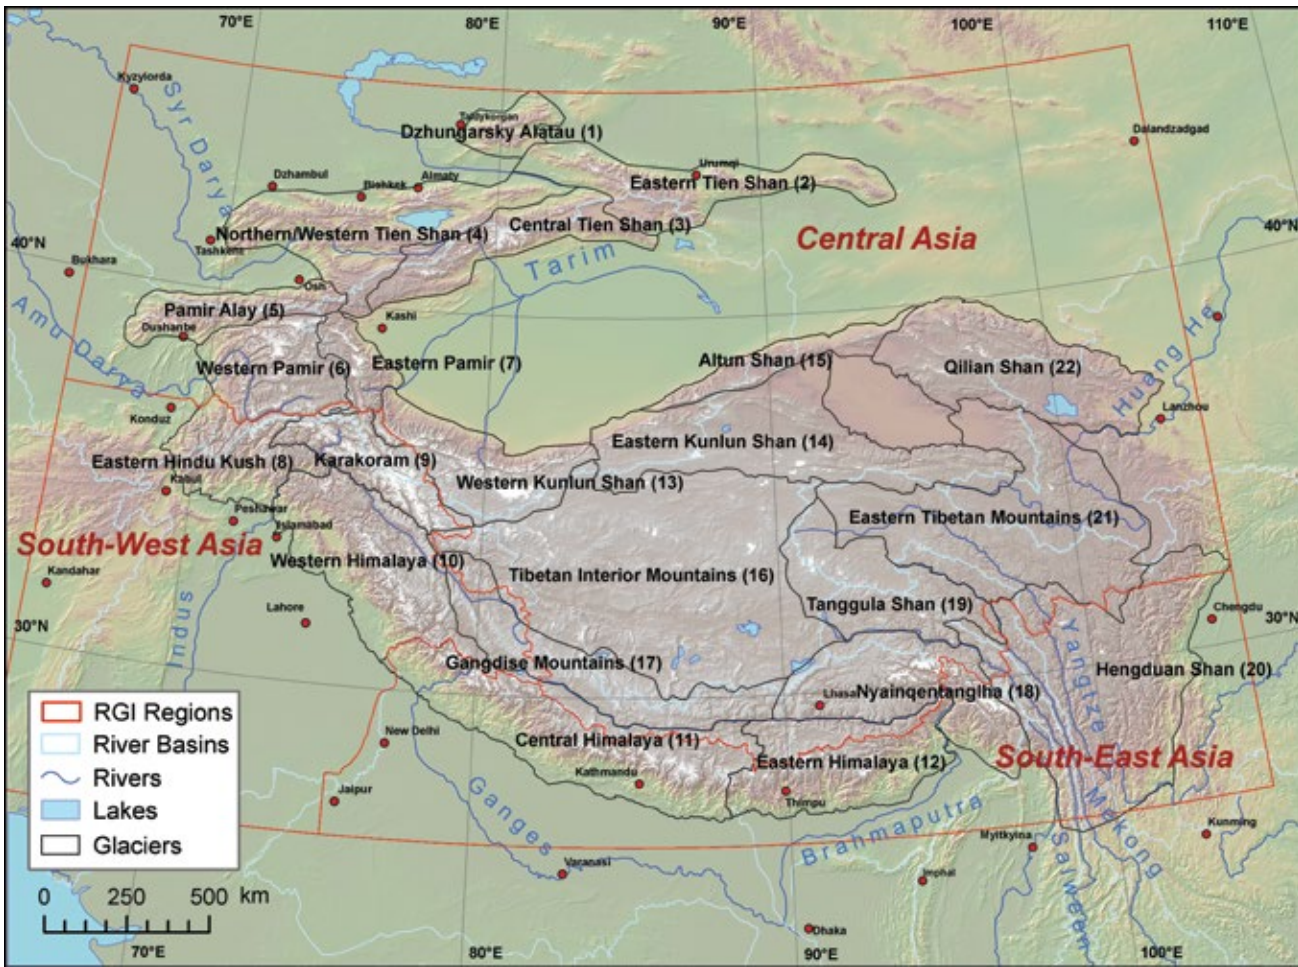 70°E
80°E
90°E
100°E
110°E
Kyzylorda
Syr Darya
Taldykorgan
Dzhungarsky Alatau (1)
Dalandzadgad
Dzhambul
Bishkek
Almaty
Urumqi
Eastern Tien Shan (2)
Northern/Western Tien Shan (4)
Central Tien Shan (3)
Tashkent
40°N
Central Asia
40°N
Bukhara
Osh
Tarim
Amu Darya
Pamir Alay (5)
Dushanbe
Kashi
Huang He
Western Pamir (6)
Eastern Pamir (7)
Altun Shan (15)
Qilian Shan (22)
Konduz
Lanzhou
Eastern Hindu Kush (8)
Karakoram (9)
Eastern Kunlun Shan (14)
Kabul
Western Kunlun Shan (13)
Peshawar
Islamabad
Eastern Tibetan Mountains (21)
South-West Asia
Western Himalaya (10)
Tibetan Interior Mountains (16)
Kandahar
Indus
Lahore
Tanggula Shan (19)
Chengdu
30°N
30°N
Yangtze
Gangdise Mountains (17)
Hengduan Shan (20)
Lhasa
Nyainqentanglha (18)
New Delhi
Central Himalaya (11)
Eastern Himalaya (12)
South-East Asia
Kathmandu
Thimpu
Jaipur
Ganges
Brahmaputra
Mekong
Salween
Myitkyina
Kunming
Varanasi
Imphal
Dhaka
RGI Regions
River Basins
Rivers
Lakes
Glaciers
0 250 500 km
70°E
80°E
90°E
100°E